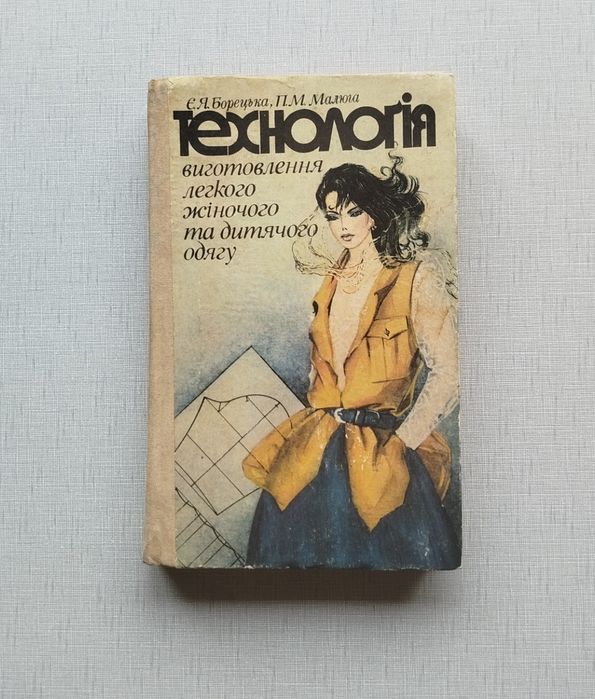 Є.Я. Борецька, П.М. Малюга
Технологія
виготовлення
легкого
жіночого
та дитячого
одягу